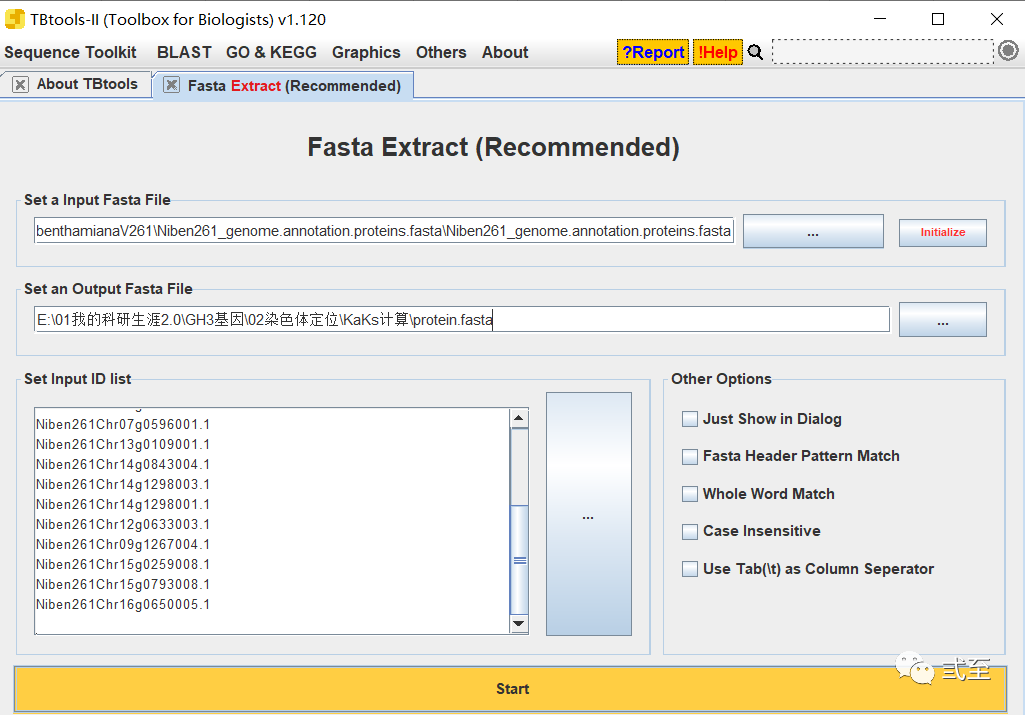 TBtools-II (Toolbox for Biologists) v1.120
Sequence Toolkit BLAST GO & KEGG Graphics Others About ?Report !Help
About TBtools Fasta Extract (Recommended)
Fasta Extract (Recommended)
Set a Input Fasta File
benthamianaV261\Niben261_genome.annotation.proteins.fasta\Niben261_genome.annotation.proteins.fasta ... Initialize
Set an Output Fasta File
E:\01我的科研生涯2.0\GH3基因\02染色体定位\KaKs计算\protein.fasta ...
Set Input ID list
Niben261Chr07g0596001.1
Niben261Chr13g0109001.1
Niben261Chr14g0843004.1
Niben261Chr14g1298003.1
Niben261Chr14g1298001.1
Niben261Chr12g0633003.1
Niben261Chr09g1267004.1
Niben261Chr15g0259008.1
Niben261Chr15g0793008.1
Niben261Chr16g0650005.1
...
Other Options
Just Show in Dialog
Fasta Header Pattern Match
Whole Word Match
Case Insensitive
Use Tab(\t) as Column Seperator
弍至
Start